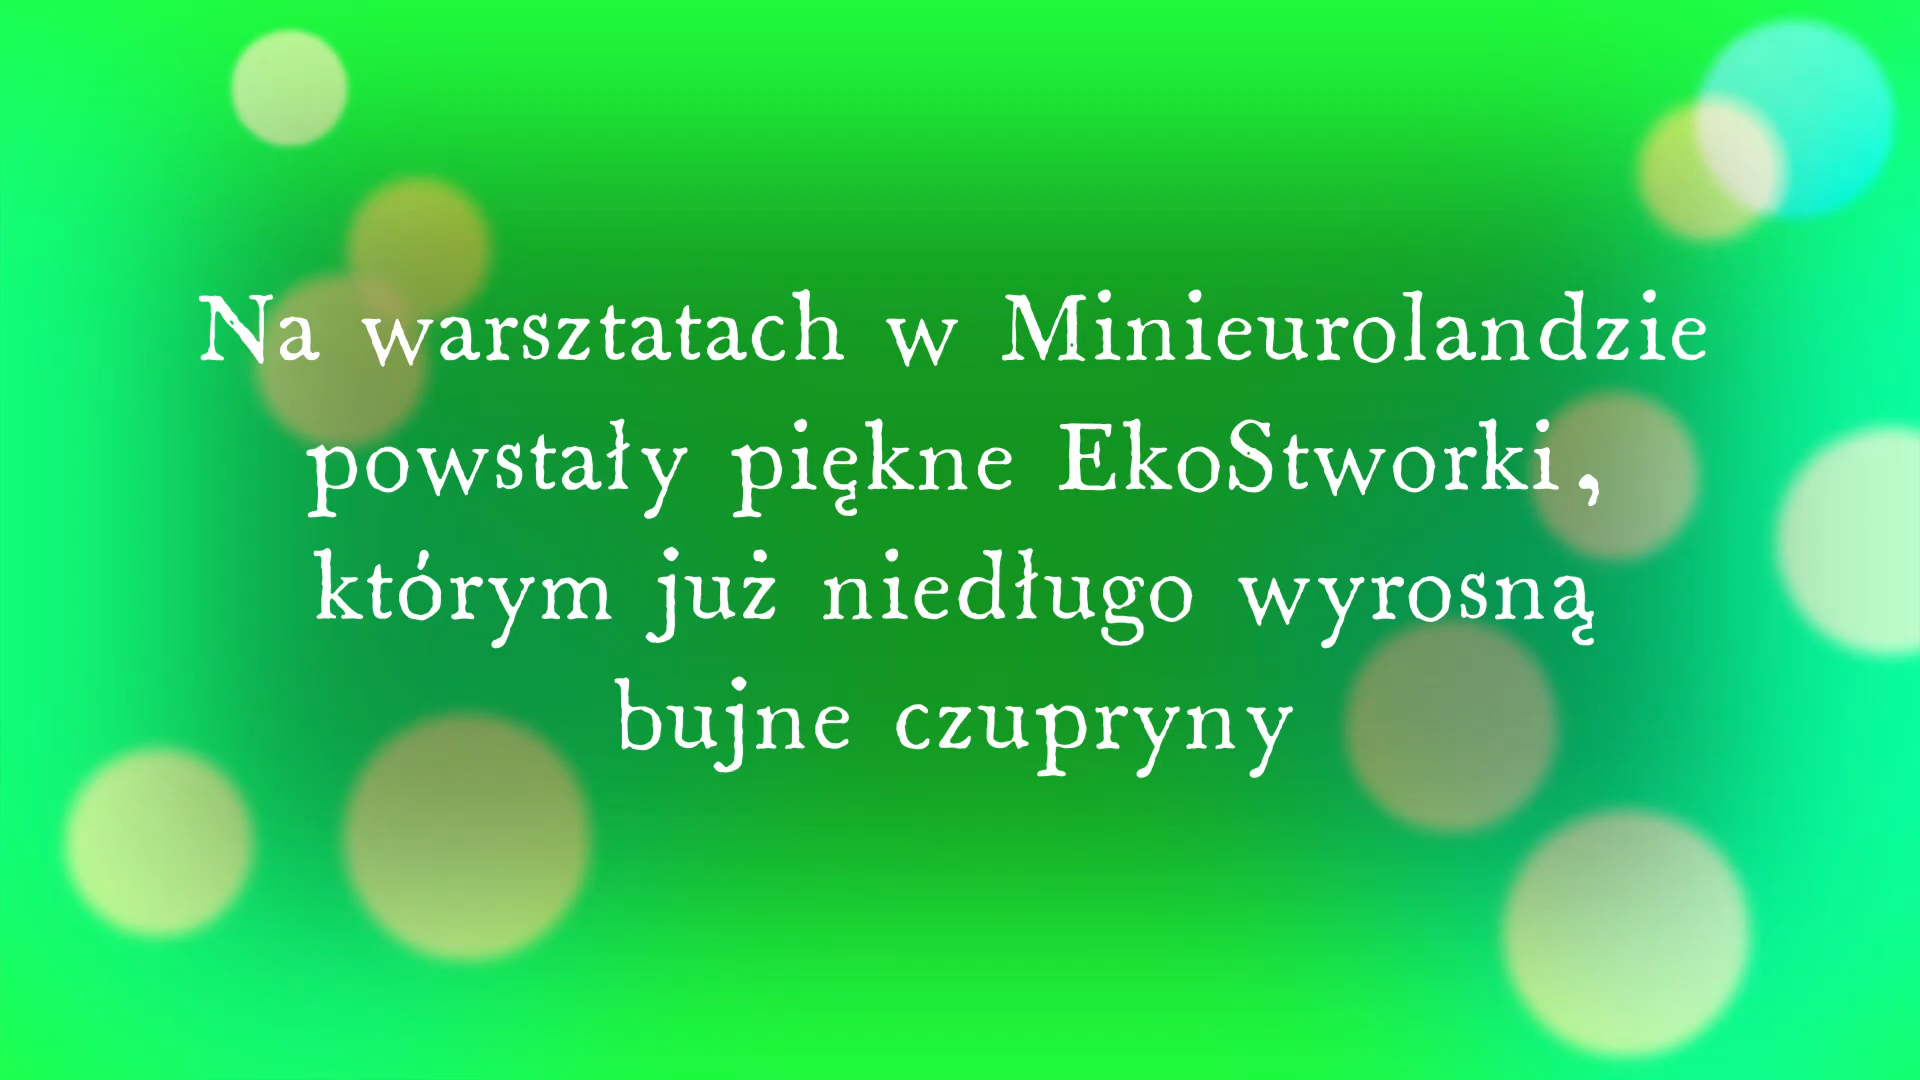 Na warsztatach w Minieurolandzie
powstały piękne EkoStworki,
którym już niedługo wyrosną
bujne czupryny